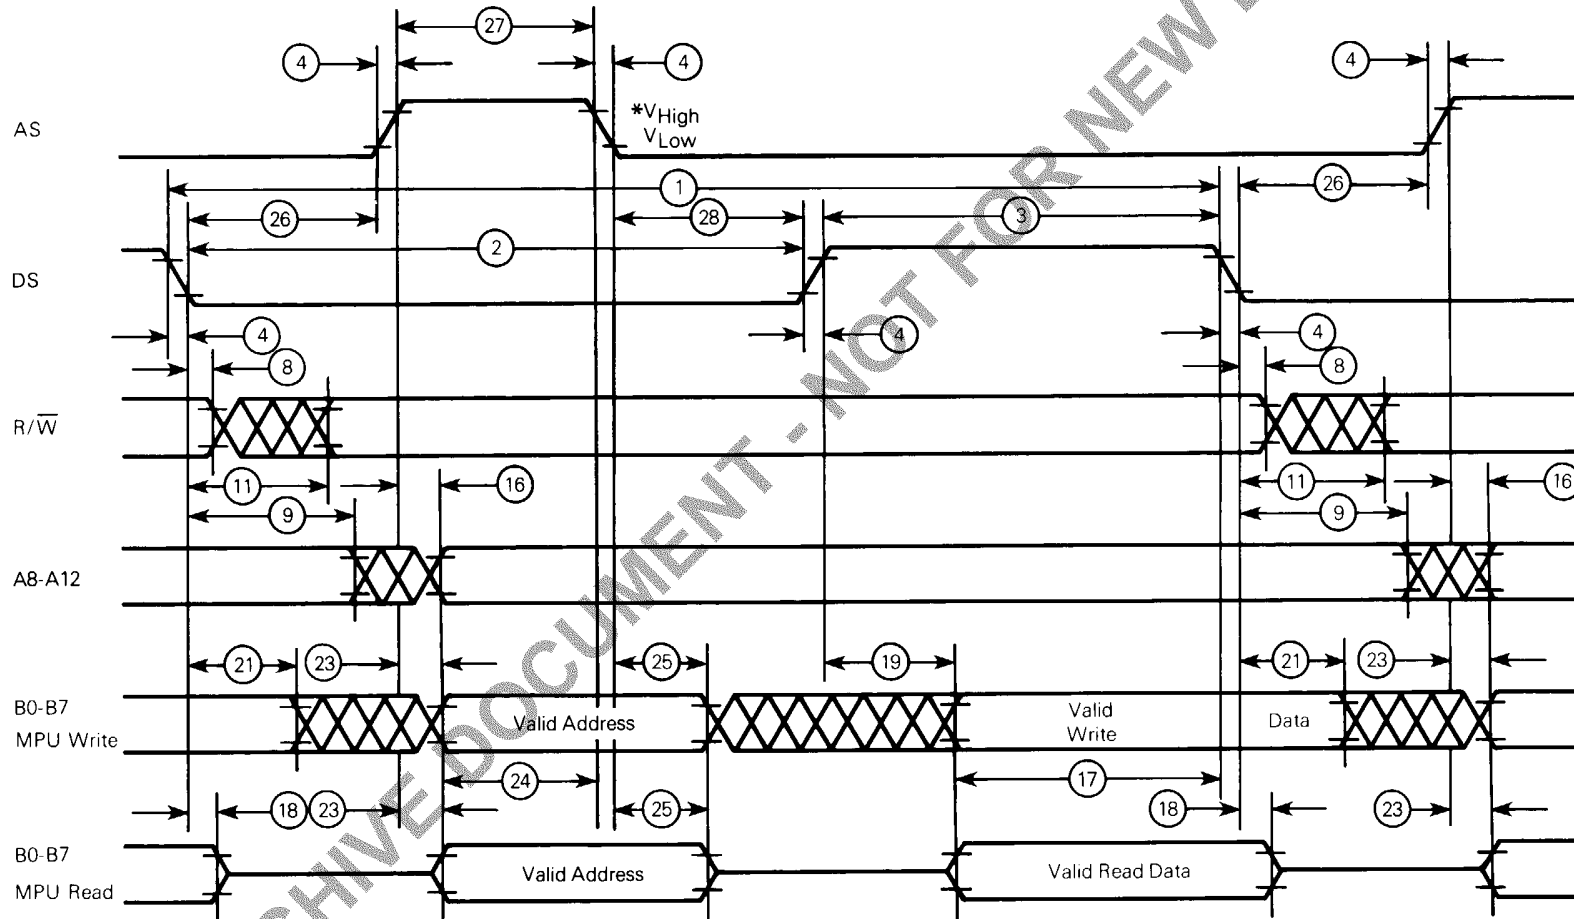 27
4
4
4
AS
*VHigh
VLow
1
26
26
28
3
2
DS
4
4
4
8
8
R/W̅
11
16
11
16
9
9
A8-A12
21
23
25
19
21
23
B0-B7
MPU Write
Valid Address
Valid
Write
Data
24
17
18
23
25
18
23
B0-B7
MPU Read
Valid Address
Valid Read Data
HIVE DOCUMENT - NOT FOR NEW